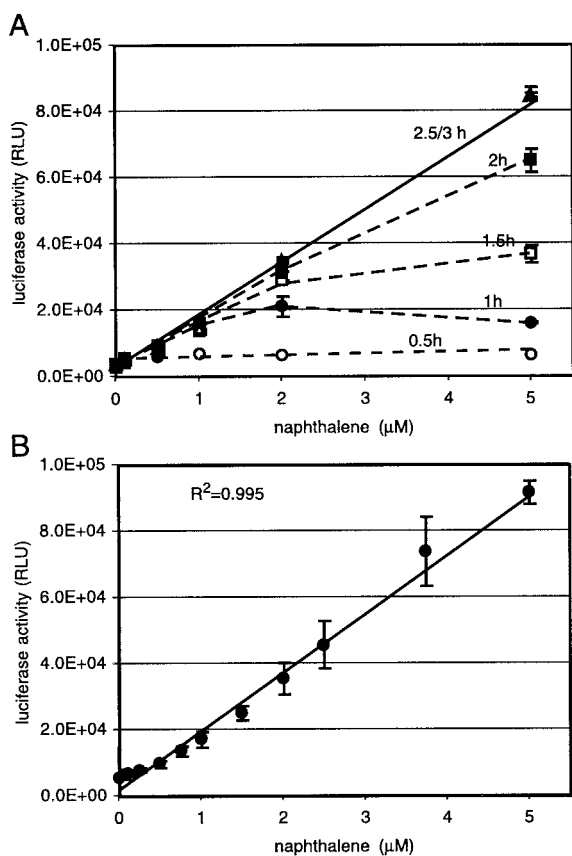 A
1.0E+05
8.0E+04
6.0E+04
4.0E+04
2.0E+04
0.0E+00
luciferase activity (RLU)
2.5/3 h
2h
1.5h
1h
0.5h
0 1 2 3 4 5
naphthalene (μM)
B
1.0E+05
8.0E+04
6.0E+04
4.0E+04
2.0E+04
0.0E+00
luciferase activity (RLU)
R²=0.995
0 1 2 3 4 5
naphthalene (μM)